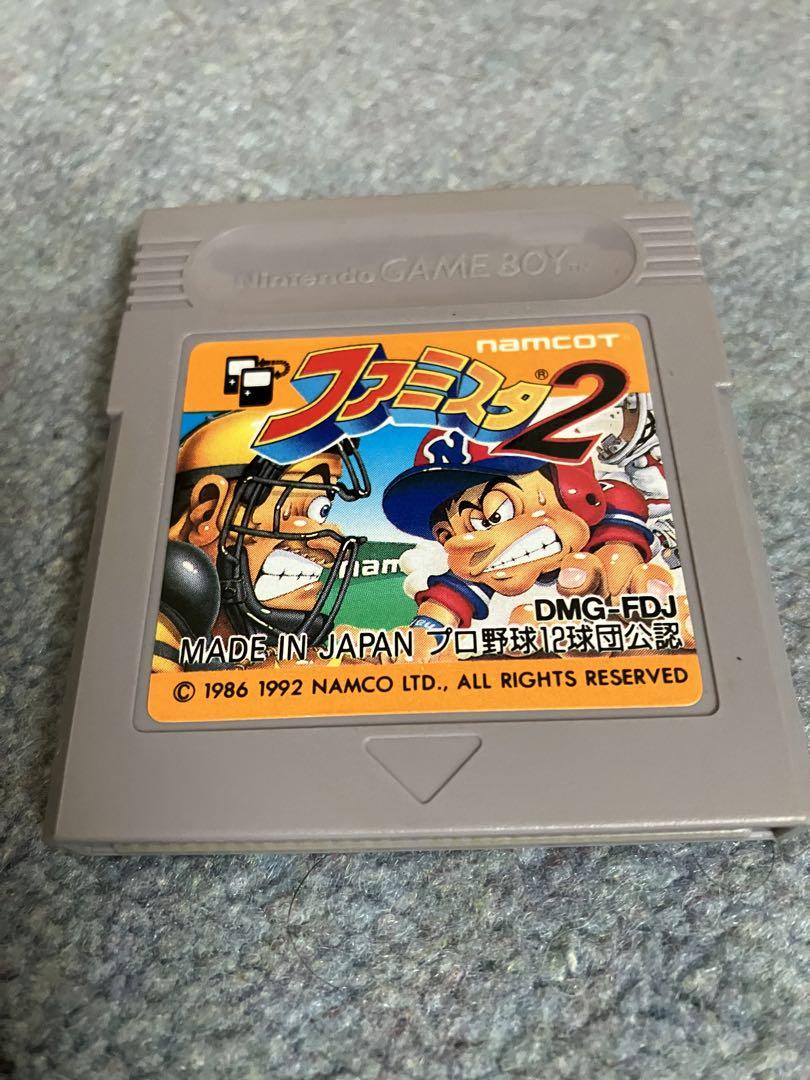 Nintendo GAME BOY TM
namcoT
ファミスタ®2
N
nam
DMG-FDJ
MADE IN JAPAN プロ野球12球団公認
© 1986 1992 NAMCO LTD., ALL RIGHTS RESERVED